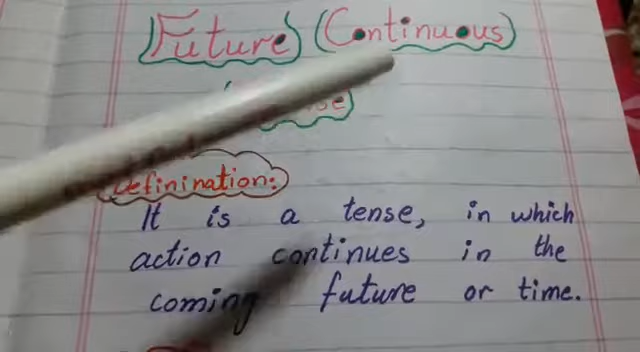 Future Continuous
Definination:
It is a tense, in which
action continues in the
coming future or time.